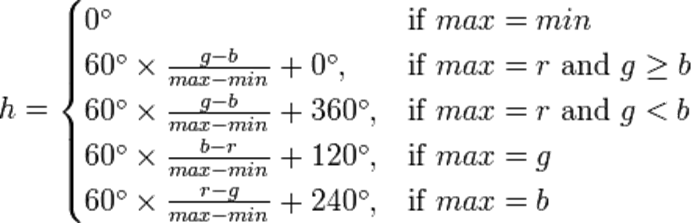 h = { 0° if max = min
60° × (g−b)/(max−min) + 0°, if max = r and g ≥ b
60° × (g−b)/(max−min) + 360°, if max = r and g < b
60° × (b−r)/(max−min) + 120°, if max = g
60° × (r−g)/(max−min) + 240°, if max = b